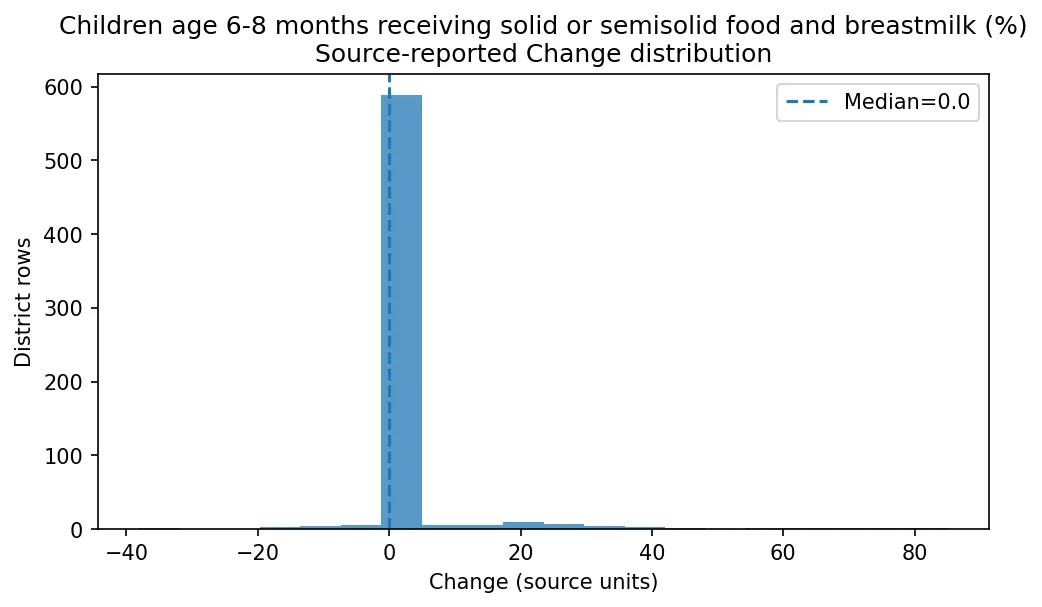 Children age 6-8 months receiving solid or semisolid food and breastmilk (%)
Source-reported Change distribution
Median=0.0
600
500
400
300
200
100
0
District rows
−40
−20
0
20
40
60
80
Change (source units)